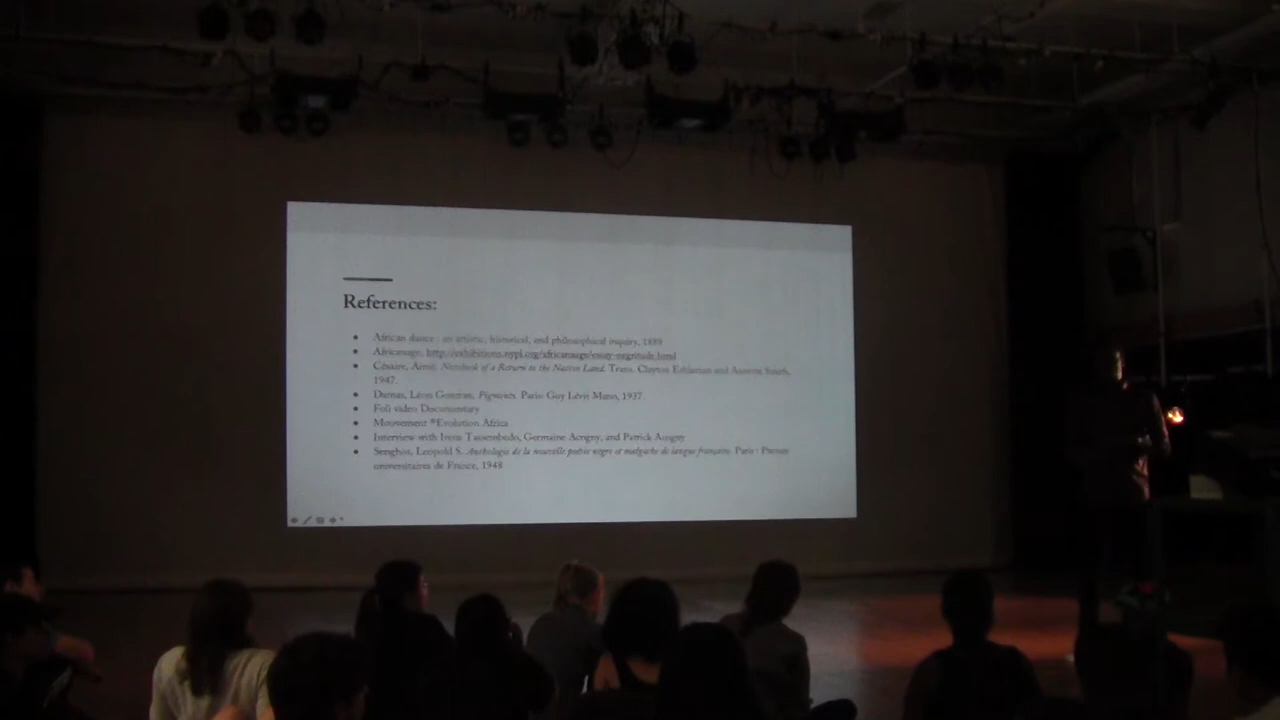 References:
African dance : an artistic, historical, and philosophical inquiry, 1889
Africanage, http://exhibitions.nypl.org/africanaage/essay-negritude.html
Césaire, Aimé. Notebook of a Return to the Native Land. Trans. Clayton Eshleman and Annette Smith,
1947.
Damas, Léon Gontran, Pigments. Paris: Guy Lévis Mano, 1937
Foli video Documentary
Mouvement Evolution Africa
Interview with Irene Tassembedo, Germaine Acogny, and Patrick Acogny
Senghor, Leopold S. Anthologie de la nouvelle poésie negre et malgache de langue française. Paris : Presses
universitaires de France, 1948